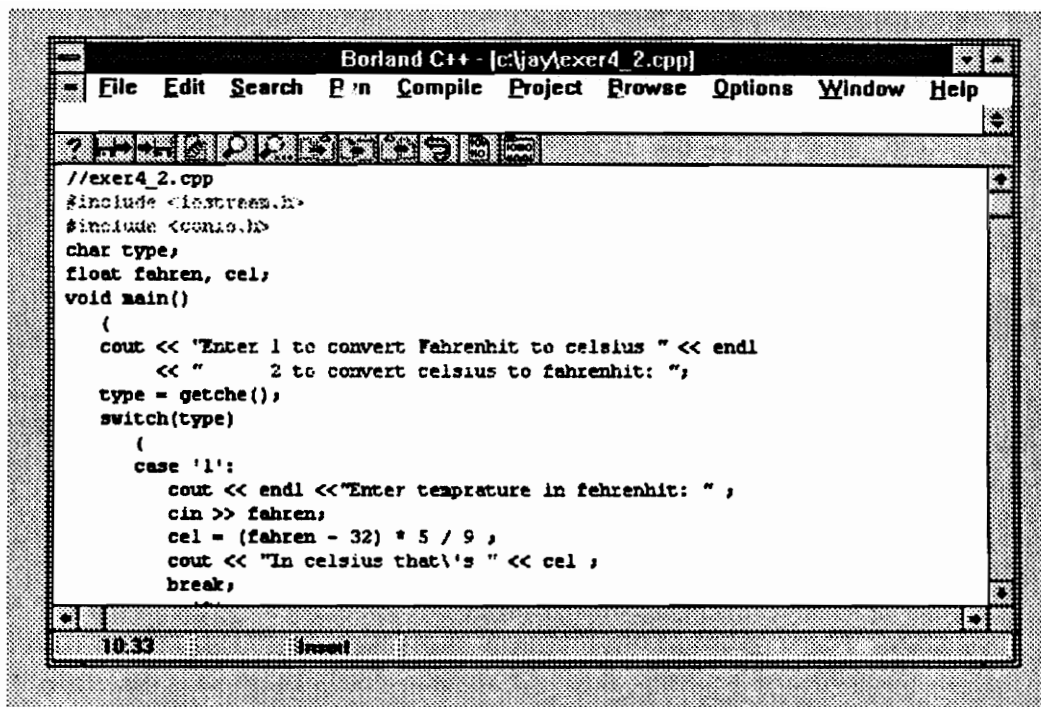 Borland C++ - [c:\jay\exer4_2.cpp]
File Edit Search Compile Project Browse Options Window Help
//exer4_2.cpp
#include <iostream.h>
#include <conio.h>
char type;
float fahren, cel;
void main()
{
cout << "Enter 1 to convert Fahrenhit to celsius " << endl
<< " 2 to convert celsius to fahrenhit: ";
type = getche();
switch(type)
{
case '1':
cout << endl <<"Enter temprature in fehrenhit: " ;
cin >> fahren;
cel = (fahren - 32) * 5 / 9 ;
cout << "In celsius that\'s " << cel ;
break;
10:33 Insert